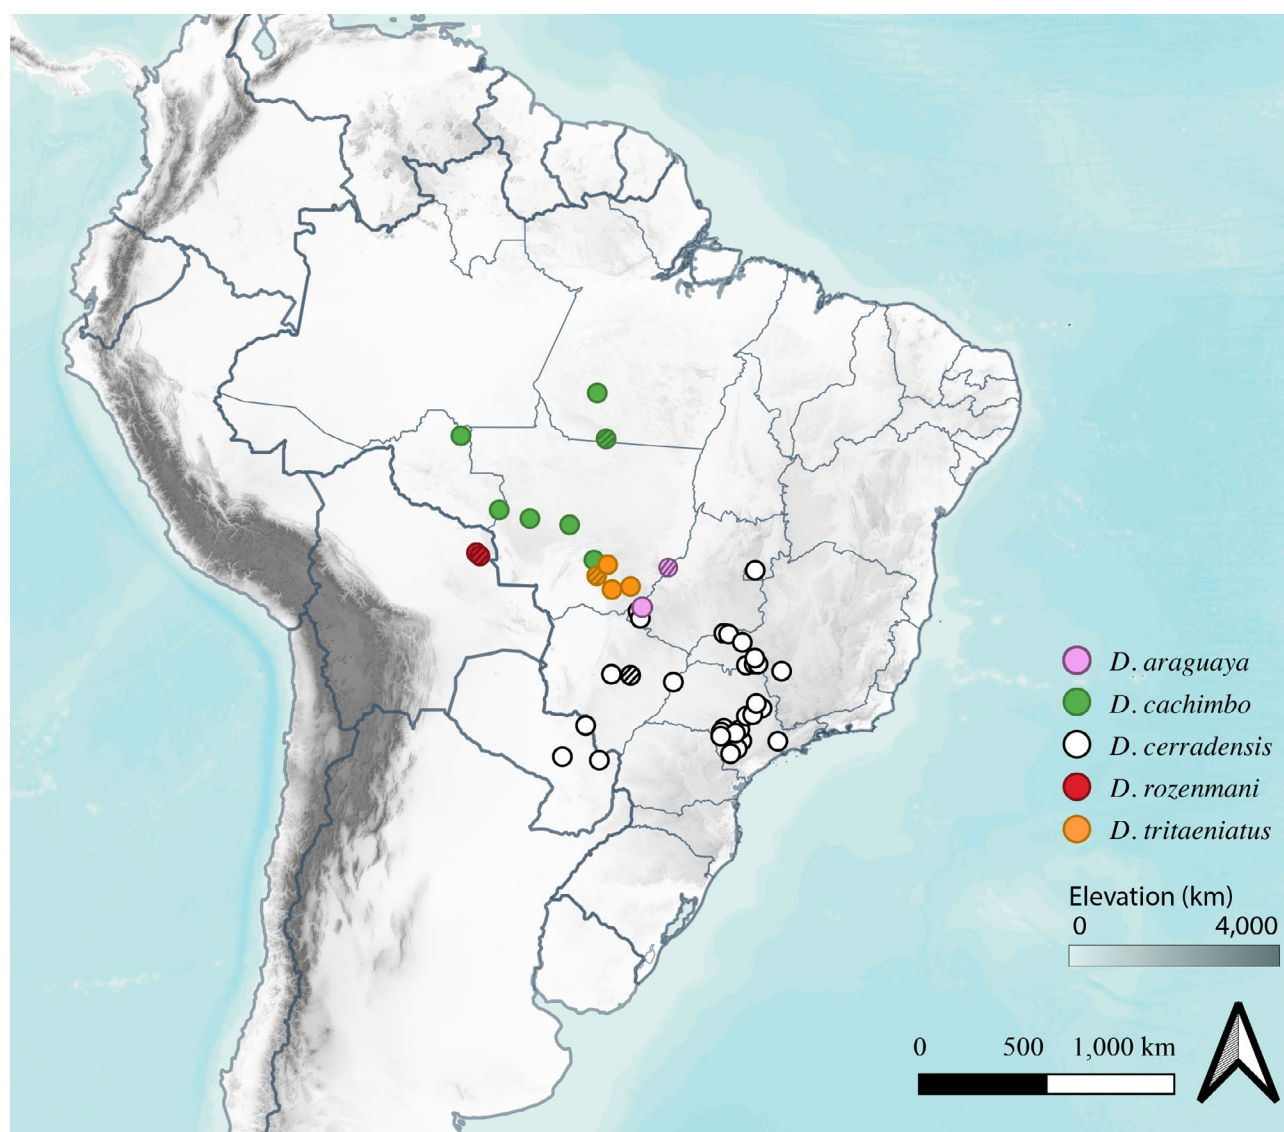 D. araguaya
D. cachimbo
D. cerradensis
D. rozenmani
D. tritaeniatus
Elevation (km)
0 4,000
0 500 1,000 km